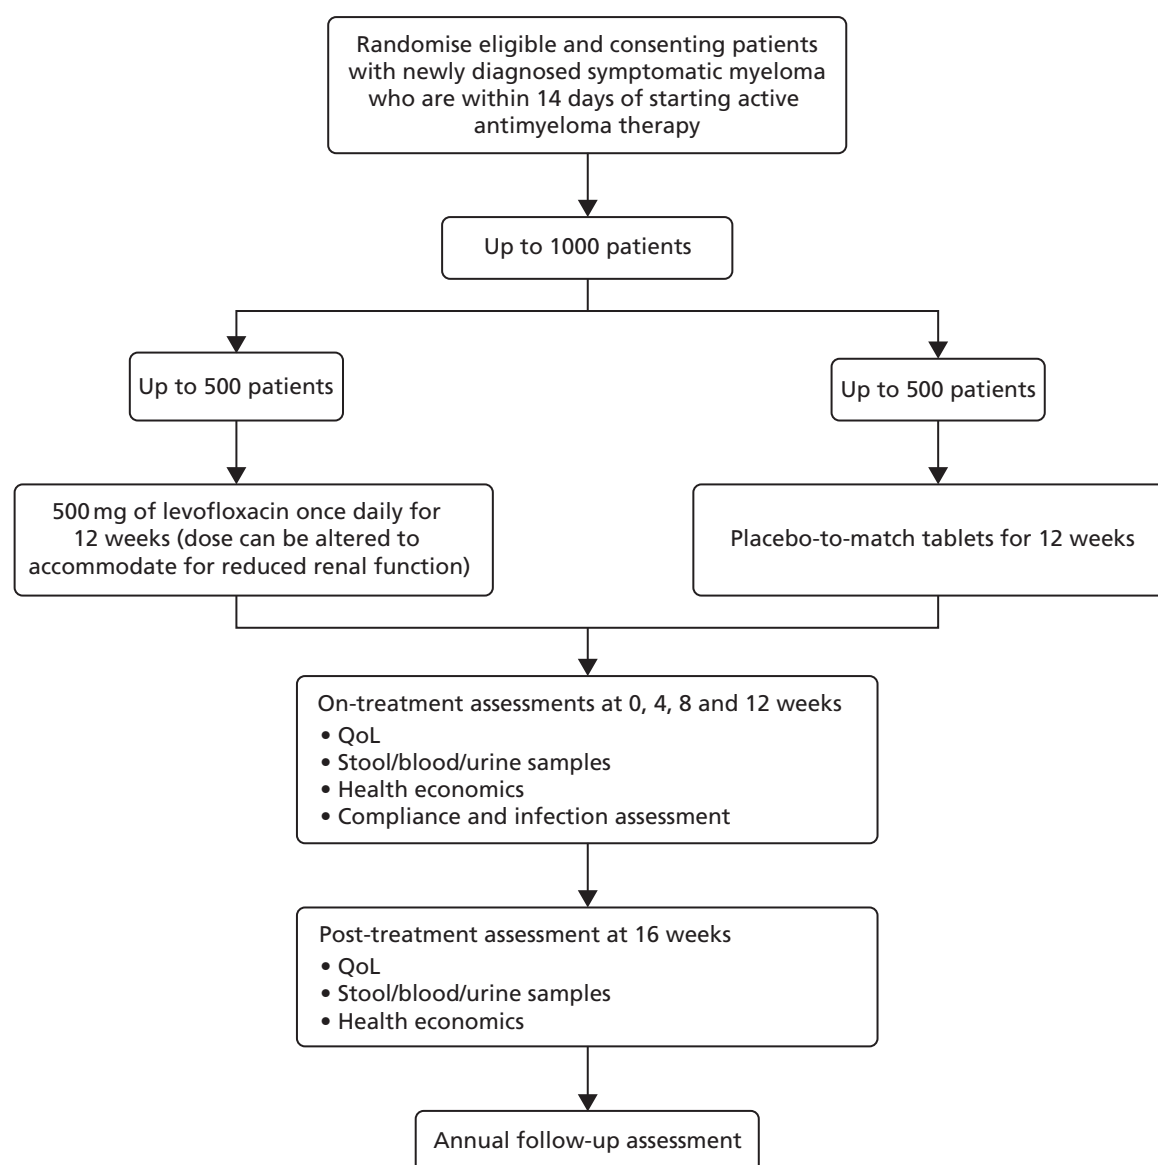 Randomise eligible and consenting patients
with newly diagnosed symptomatic myeloma
who are within 14 days of starting active
antimyeloma therapy
Up to 1000 patients
Up to 500 patients
Up to 500 patients
500 mg of levofloxacin once daily for
12 weeks (dose can be altered to
accommodate for reduced renal function)
Placebo-to-match tablets for 12 weeks
On-treatment assessments at 0, 4, 8 and 12 weeks
• QoL
• Stool/blood/urine samples
• Health economics
• Compliance and infection assessment
Post-treatment assessment at 16 weeks
• QoL
• Stool/blood/urine samples
• Health economics
Annual follow-up assessment